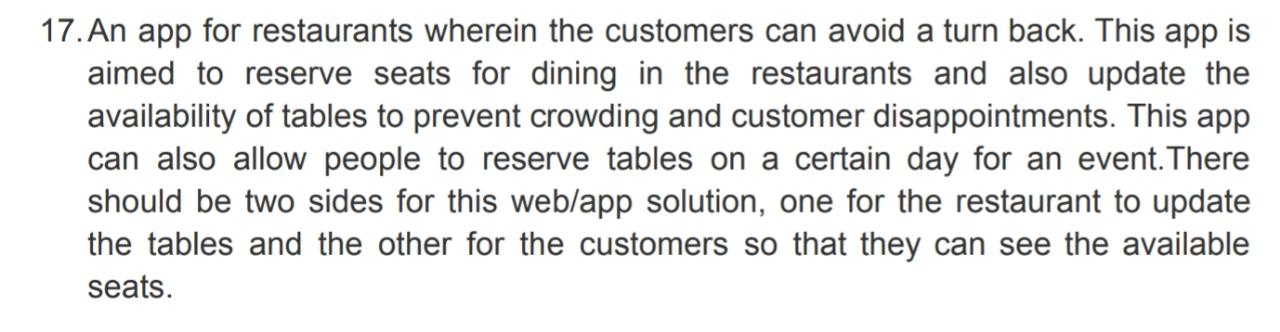 17. An app for restaurants wherein the customers can avoid a turn back. This app is
aimed to reserve seats for dining in the restaurants and also update the
availability of tables to prevent crowding and customer disappointments. This app
can also allow people to reserve tables on a certain day for an event.There
should be two sides for this web/app solution, one for the restaurant to update
the tables and the other for the customers so that they can see the available
seats.